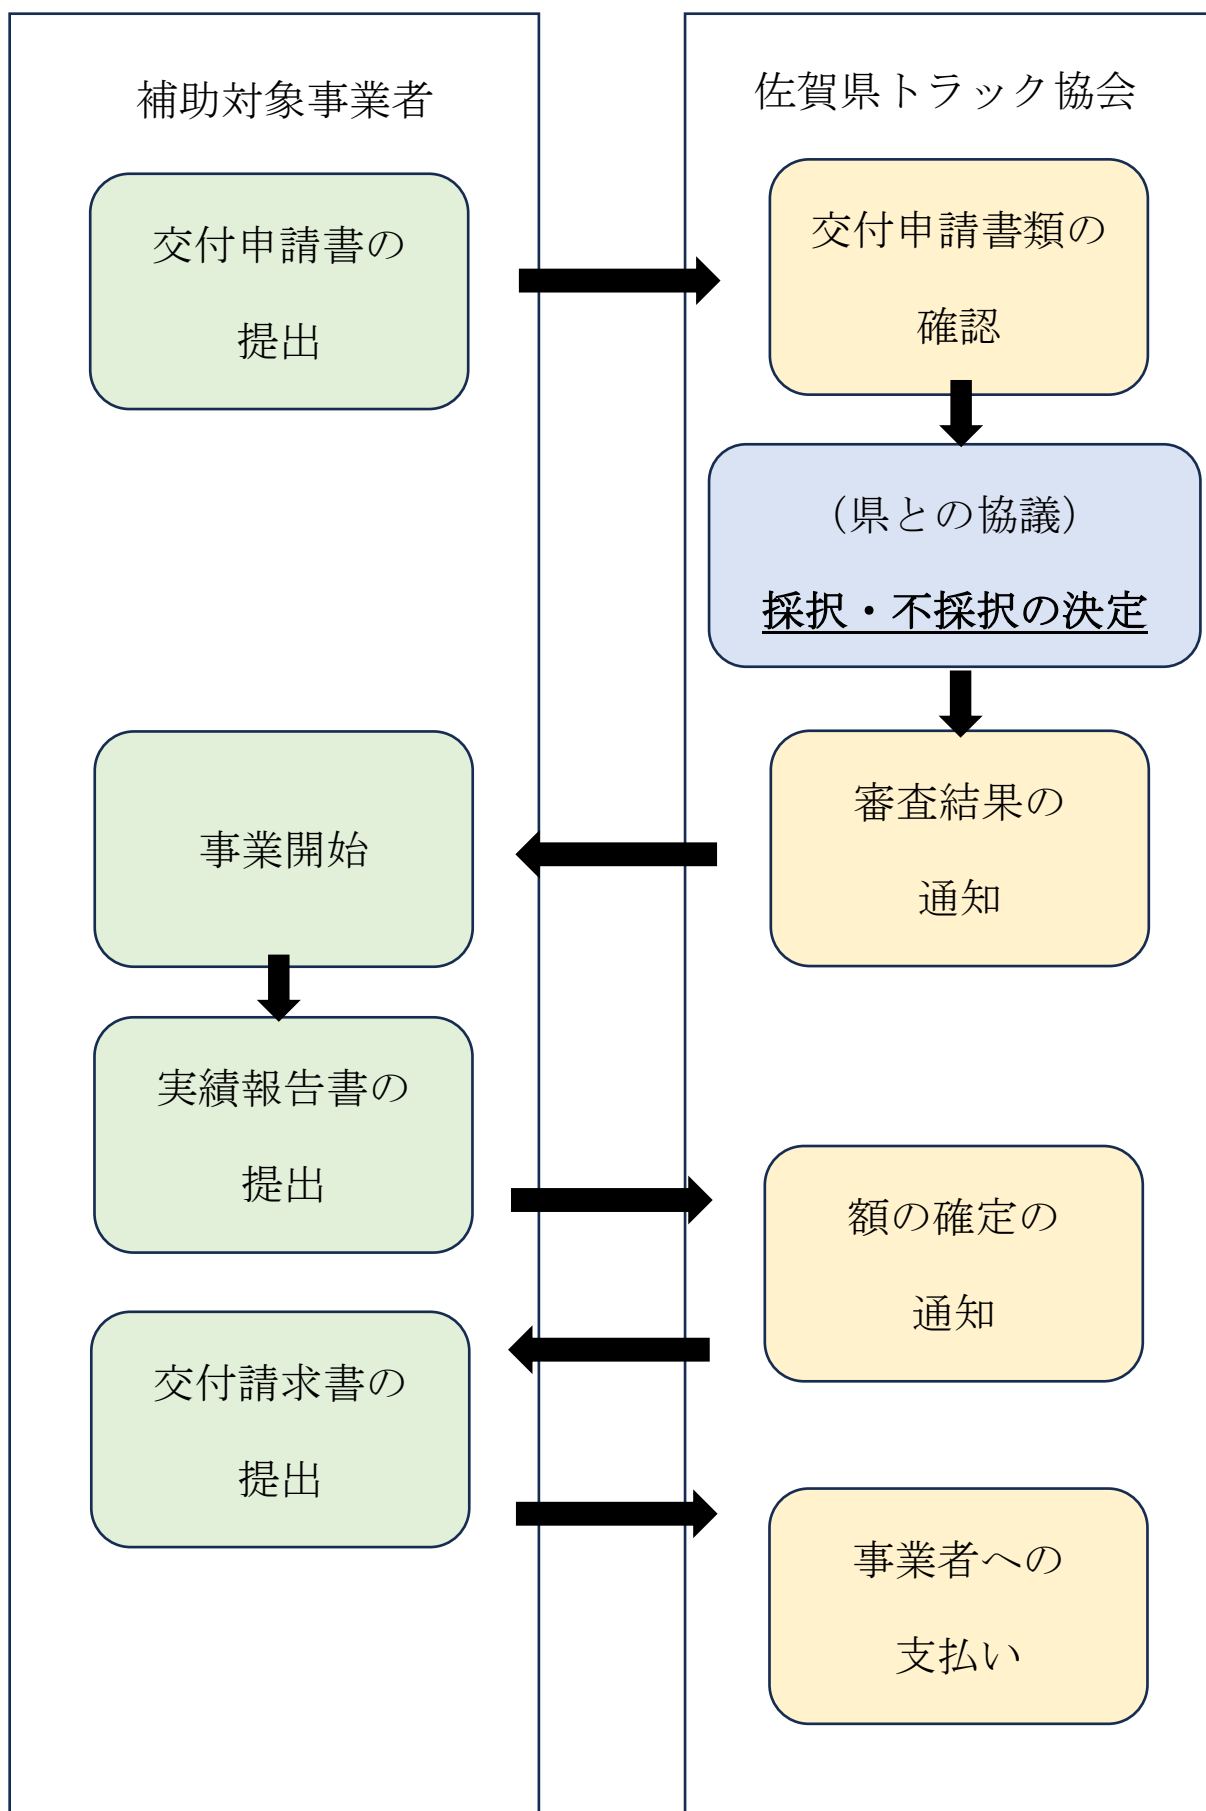 補助対象事業者
佐賀県トラック協会
交付申請書の
提出
交付申請書類の
確認
（県との協議）
採択・不採択の決定
審査結果の
通知
事業開始
実績報告書の
提出
額の確定の
通知
交付請求書の
提出
事業者への
支払い